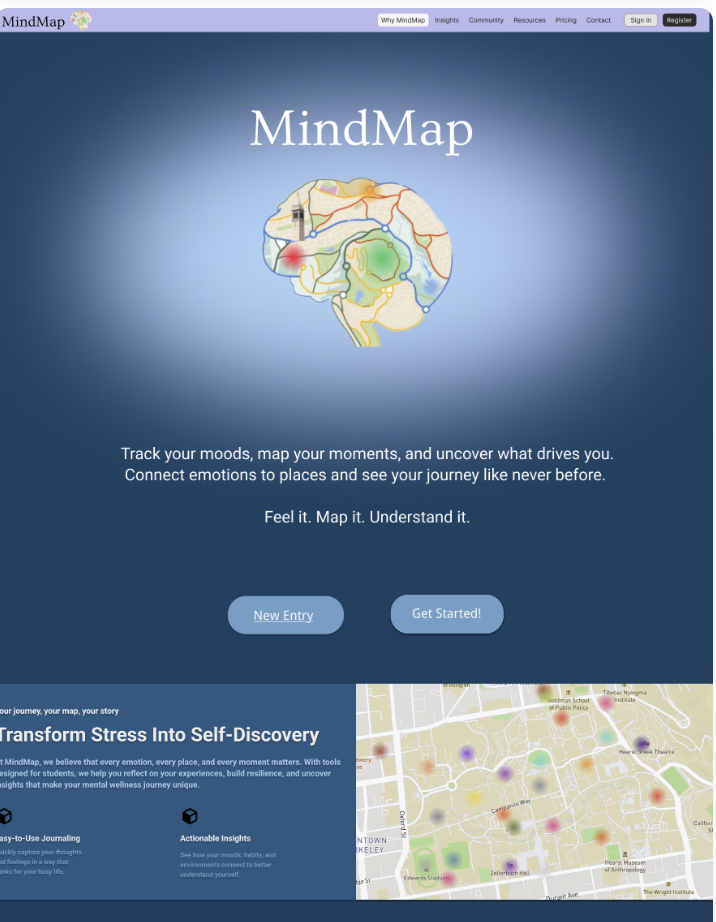 MindMap
Why MindMap Insights Community Resources Pricing Contact Sign in Register
MindMap
Track your moods, map your moments, and uncover what drives you.
Connect emotions to places and see your journey like never before.
Feel it. Map it. Understand it.
New Entry Get Started!
our journey, your map, your story
Transform Stress Into Self-Discovery
t MindMap, we believe that every emotion, every place, and every moment matters. With tools
esigned for students, we help you reflect on your experiences, build resilience, and uncover
nsights that make your mental wellness journey unique.
asy-to-Use Journaling
uickly capture your thoughts
nd feelings in a way that
orks for your busy life.
Actionable Insights
See how your moods, habits, and
environments connect to better
understand yourself.
of Religion
Goldman School
of Public Policy
Tibetan Nyingma
Institute
Hearst Greek Theatre
Oxford St
Campanile Way
NTOWN
KELEY
Californ
Edwards Stadium
Zellerbach Hall
Hearst Museum
of Anthropology
Durant Ave
The Wright Institute